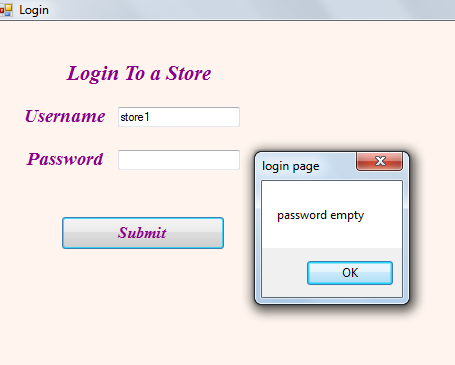 Login
Login To a Store
Username store1
Password
Submit
login page
password empty
OK